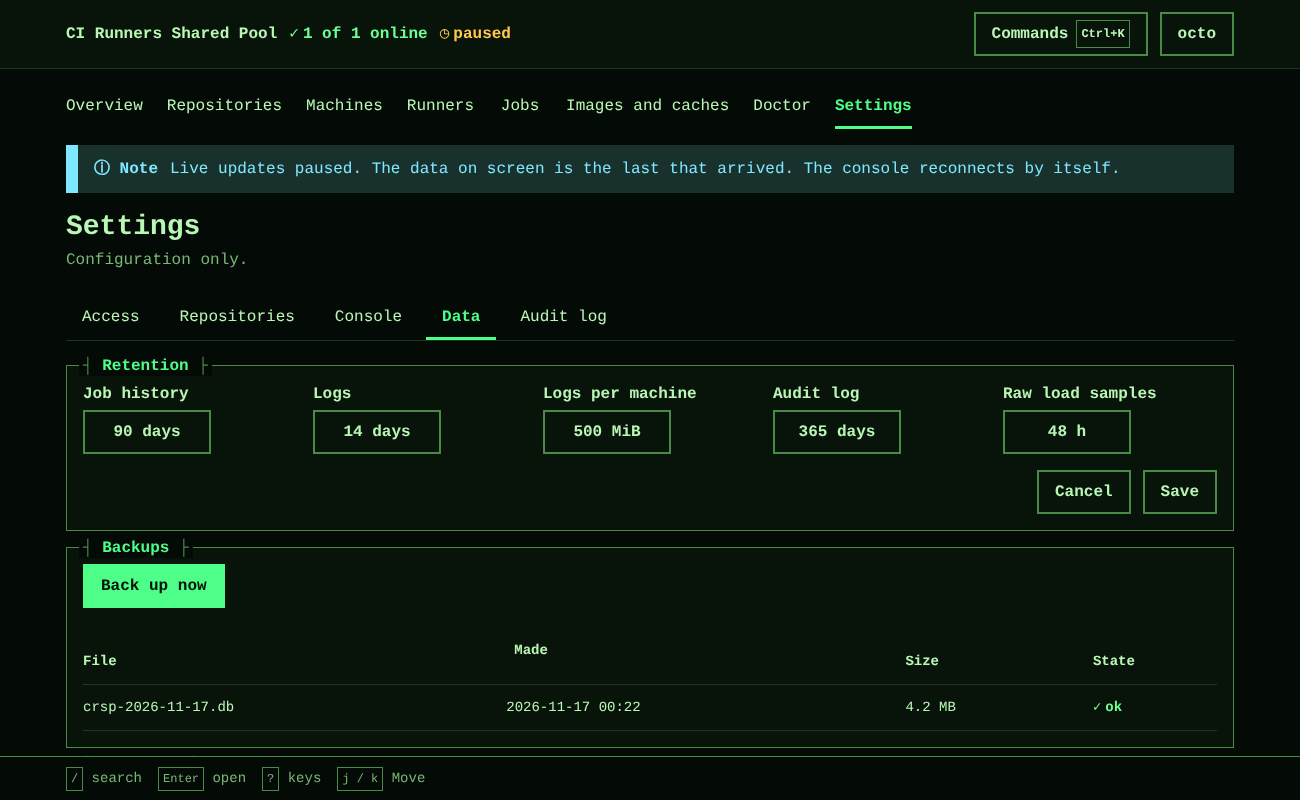 CI Runners Shared Pool ✓ 1 of 1 online ◷ paused Commands Ctrl+K octo
Overview Repositories Machines Runners Jobs Images and caches Doctor Settings
ⓘ Note Live updates paused. The data on screen is the last that arrived. The console reconnects by itself.
Settings
Configuration only.
Access Repositories Console Data Audit log
┤ Retention ├
Job history Logs Logs per machine Audit log Raw load samples
90 days 14 days 500 MiB 365 days 48 h
Cancel Save
┤ Backups ├
Back up now
File Made Size State
crsp-2026-11-17.db 2026-11-17 00:22 4.2 MB ✓ ok
/ search Enter open ? keys j / k Move